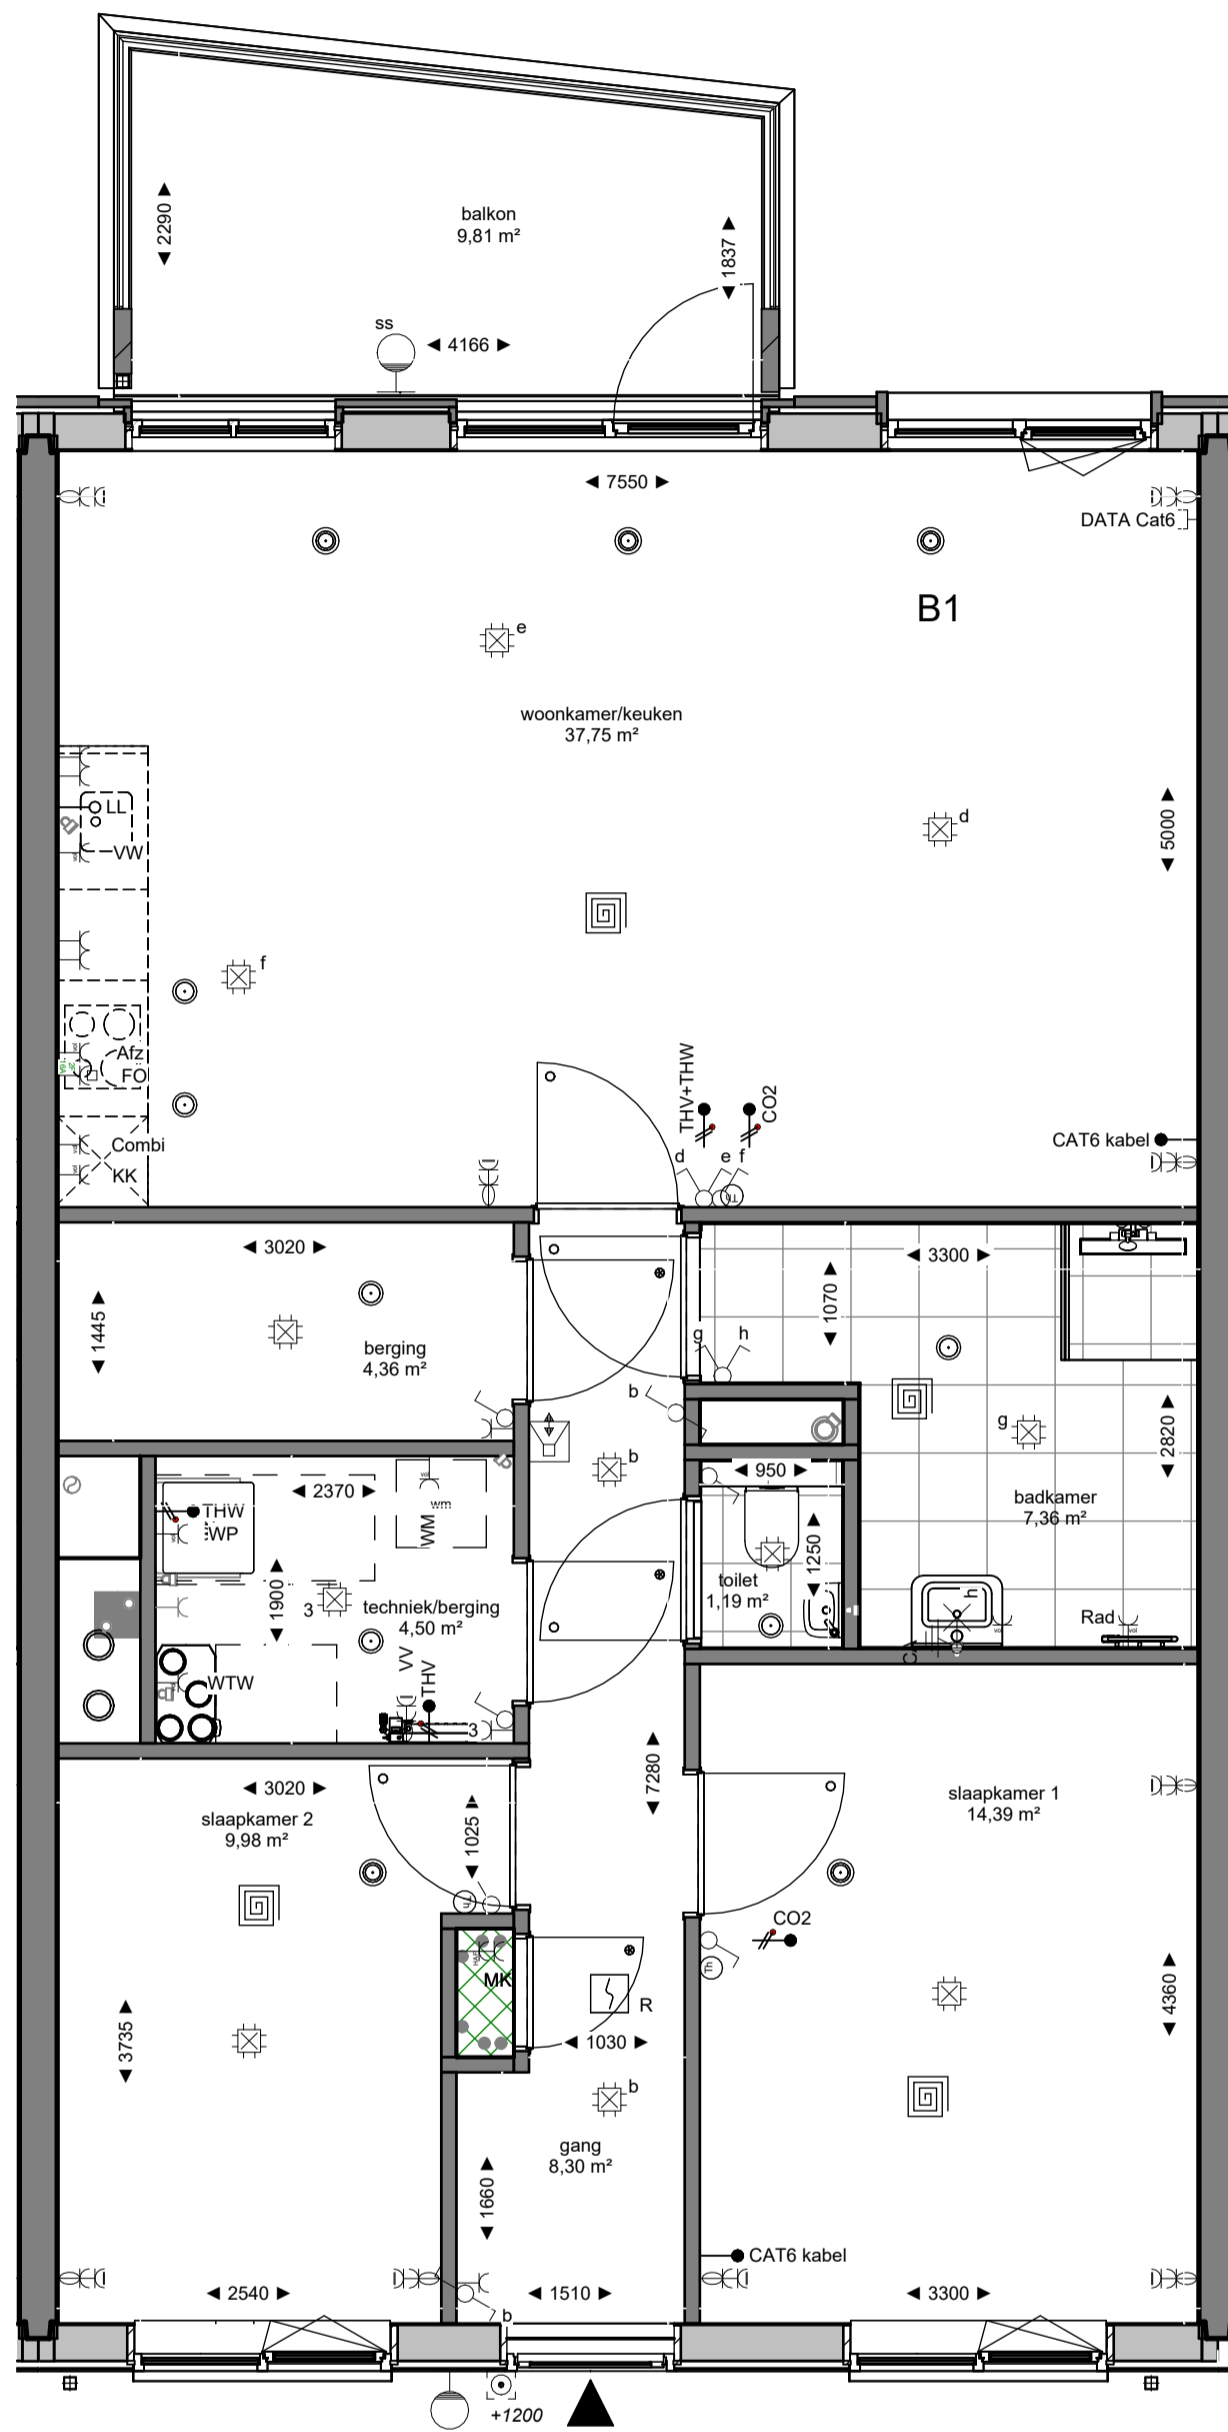 balkon
9,81 m²
2290
1837
ss
4166
7550
DATA Cat6
B1
e
woonkamer/keuken
37,75 m²
LL
d
VW
5000
f
Afz
FO
THV+THW
CO2
Combi
KK
CAT6 kabel
d
e f
3020
3300
1445
1070
berging
4,36 m²
g h
b
g
2820
b
2370
950
wm
WM
THW
WP
badkamer
7,36 m²
1250
1900
3
techniek/berging
4,50 m²
toilet
1,19 m²
h
Rad
VV
THV
WTW
3
7280
3020
slaapkamer 2
9,98 m²
1025
slaapkamer 1
14,39 m²
CO2
Th
MK
R
1030
3735
4360
b
gang
8,30 m²
1660
CAT6 kabel
2540
1510
3300
b
+1200